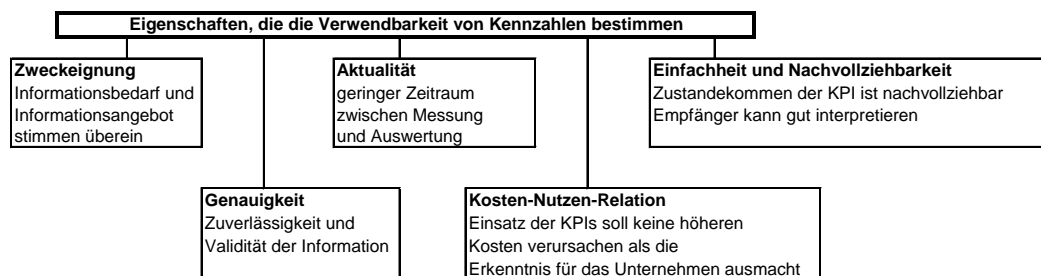 Eigenschaften, die die Verwendbarkeit von Kennzahlen bestimmen
Zweckeignung
Informationsbedarf und
Informationsangebot
stimmen überein
Aktualität
geringer Zeitraum
zwischen Messung
und Auswertung
Einfachheit und Nachvollziehbarkeit
Zustandekommen der KPI ist nachvollziehbar
Empfänger kann gut interpretieren
Genauigkeit
Zuverlässigkeit und
Validität der Information
Kosten-Nutzen-Relation
Einsatz der KPIs soll keine höheren
Kosten verursachen als die
Erkenntnis für das Unternehmen ausmacht